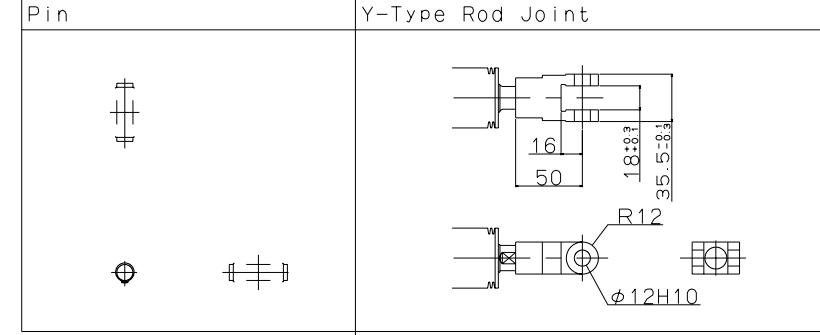 Pin
Y-Type Rod Joint
16
50
18 +0.3 +0.1
35.5 -0.1 -0.3
R12
φ12H10